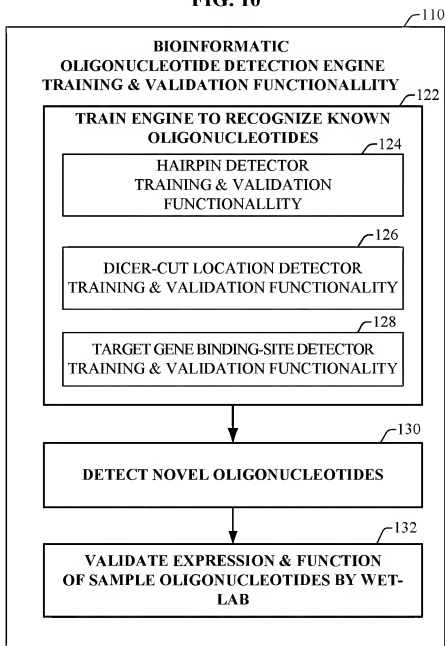 FIG. 10
110
BIOINFORMATIC
OLIGONUCLEOTIDE DETECTION ENGINE
TRAINING & VALIDATION FUNCTIONALLITY
122
TRAIN ENGINE TO RECOGNIZE KNOWN
OLIGONUCLEOTIDES
124
HAIRPIN DETECTOR
TRAINING & VALIDATION
FUNCTIONALLITY
126
DICER-CUT LOCATION DETECTOR
TRAINING & VALIDATION FUNCTIONALITY
128
TARGET GENE BINDING-SITE DETECTOR
TRAINING & VALIDATION FUNCTIONALITY
130
DETECT NOVEL OLIGONUCLEOTIDES
132
VALIDATE EXPRESSION & FUNCTION
OF SAMPLE OLIGONUCLEOTIDES BY WET-
LAB